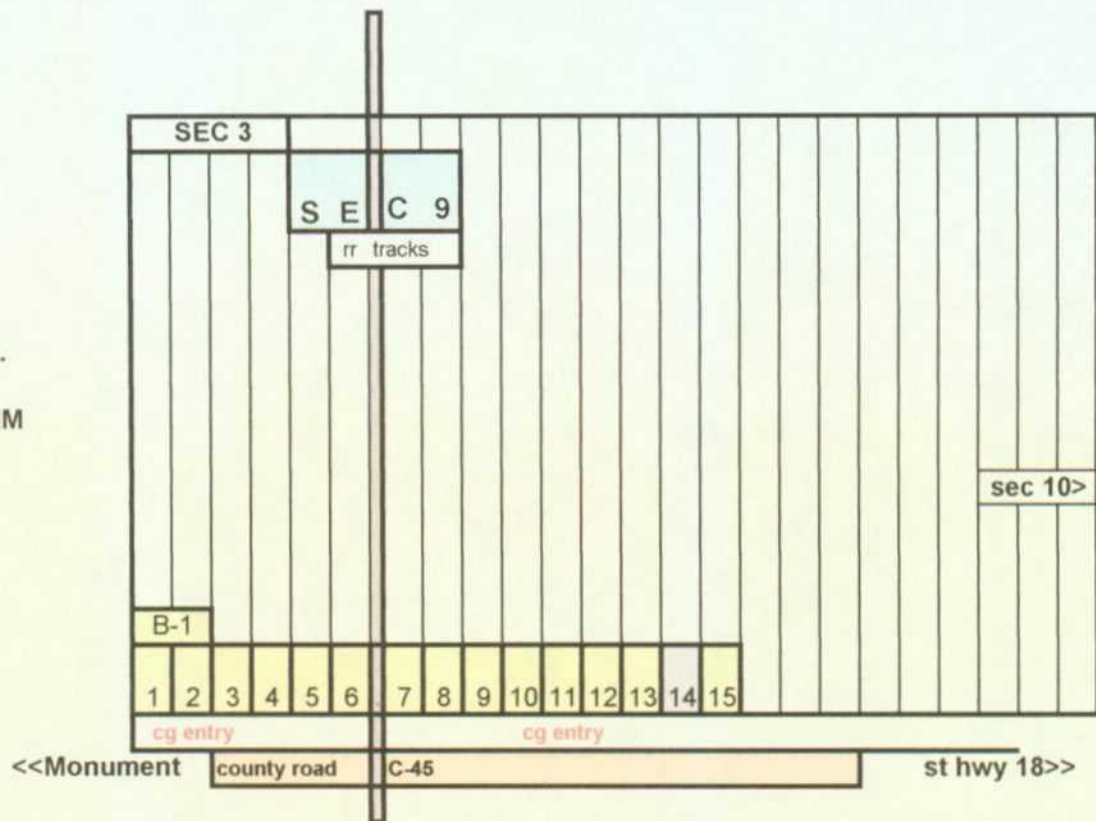 SEC 3
S E C 9
rr tracks
.
M
sec 10>
B-1
1 2 3 4 5 6 7 8 9 10 11 12 13 14 15
cg entry cg entry
<<Monument county road C-45 st hwy 18>>